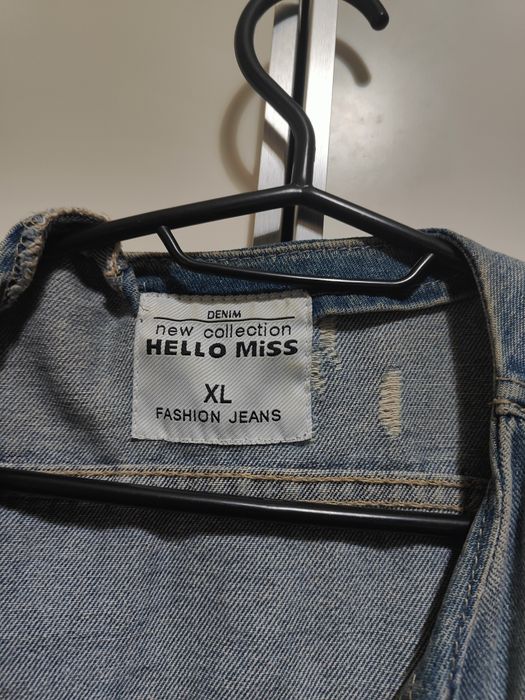 DENIM
new collection
HELLO MiSS
XL
FASHION JEANS